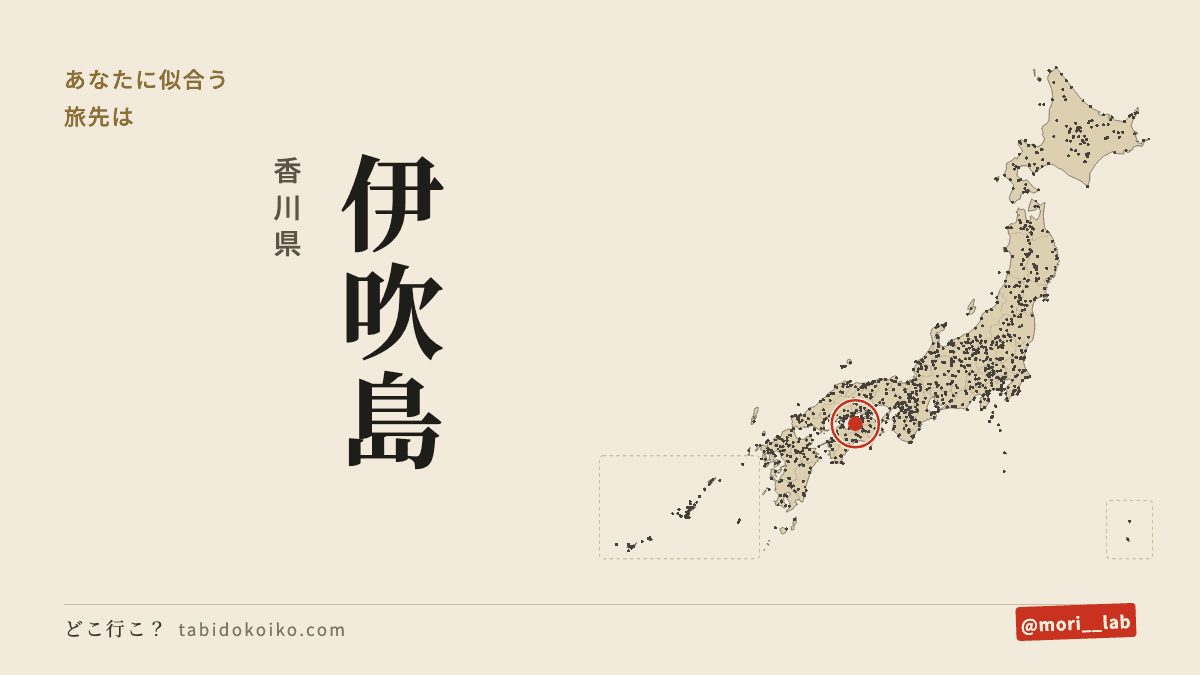 あなたに似合う
旅先は
伊吹島
香川県
どこ行こ？ tabidokoiko.com
@mori__lab